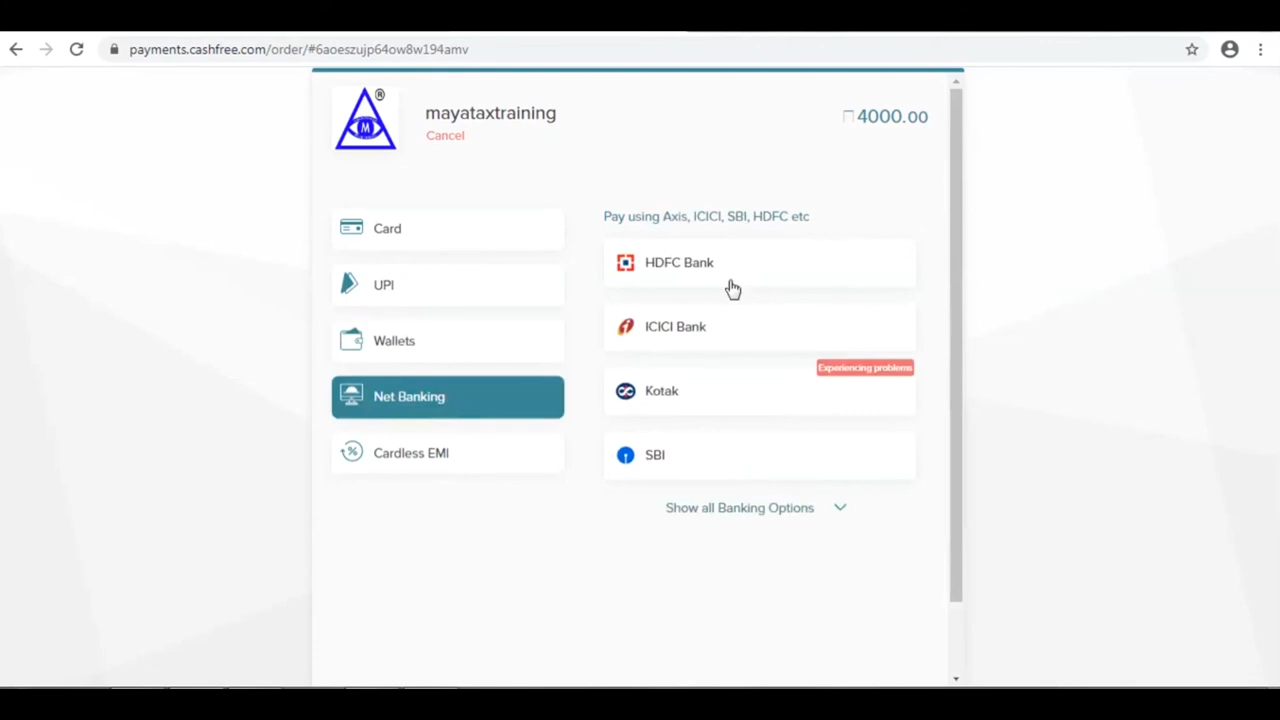 payments.cashfree.com/order/#6aoeszujp64ow8w194amv
®
M
mayataxtraining
Cancel
4000.00
Card
UPI
Wallets
Net Banking
Cardless EMI
Pay using Axis, ICICI, SBI, HDFC etc
HDFC Bank
ICICI Bank
Experiencing problems
Kotak
SBI
Show all Banking Options